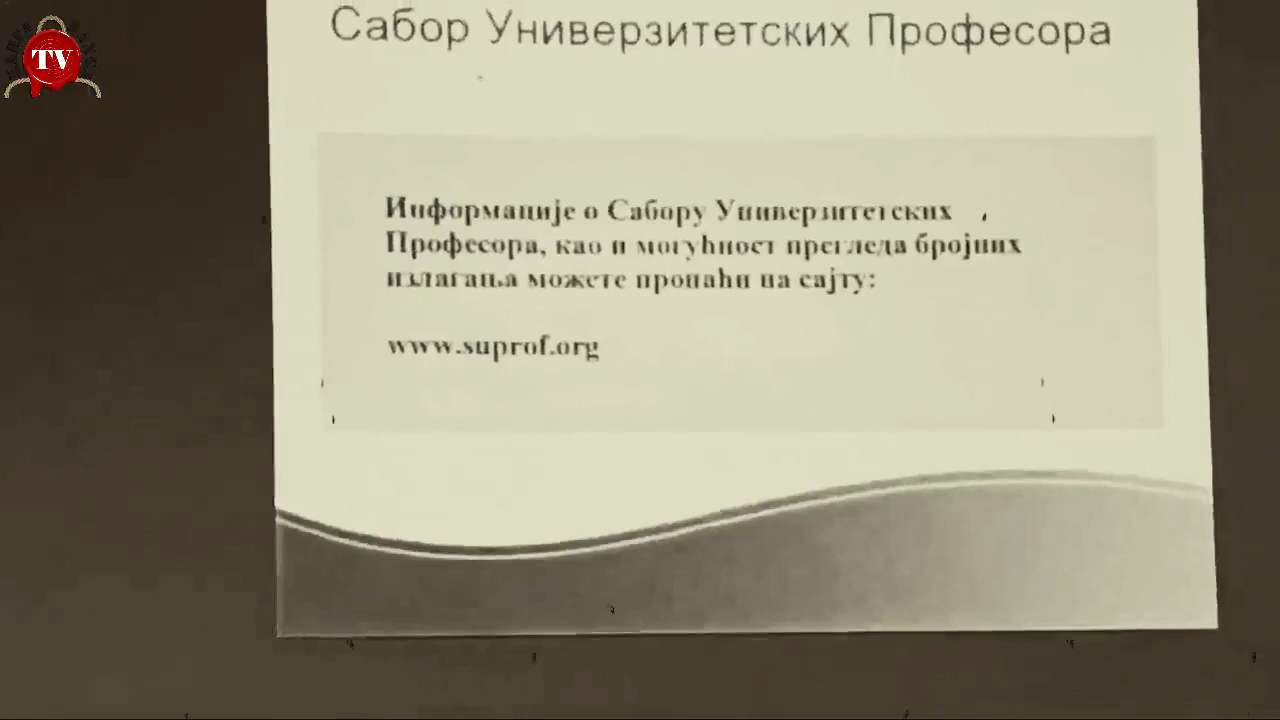 TV
Сабор Универзитетских Професора
Информације о Сабору Универзитетских
Професора, као и могућност прегледа бројних
излагања можете пронаћи на сајту:
www.suprof.org